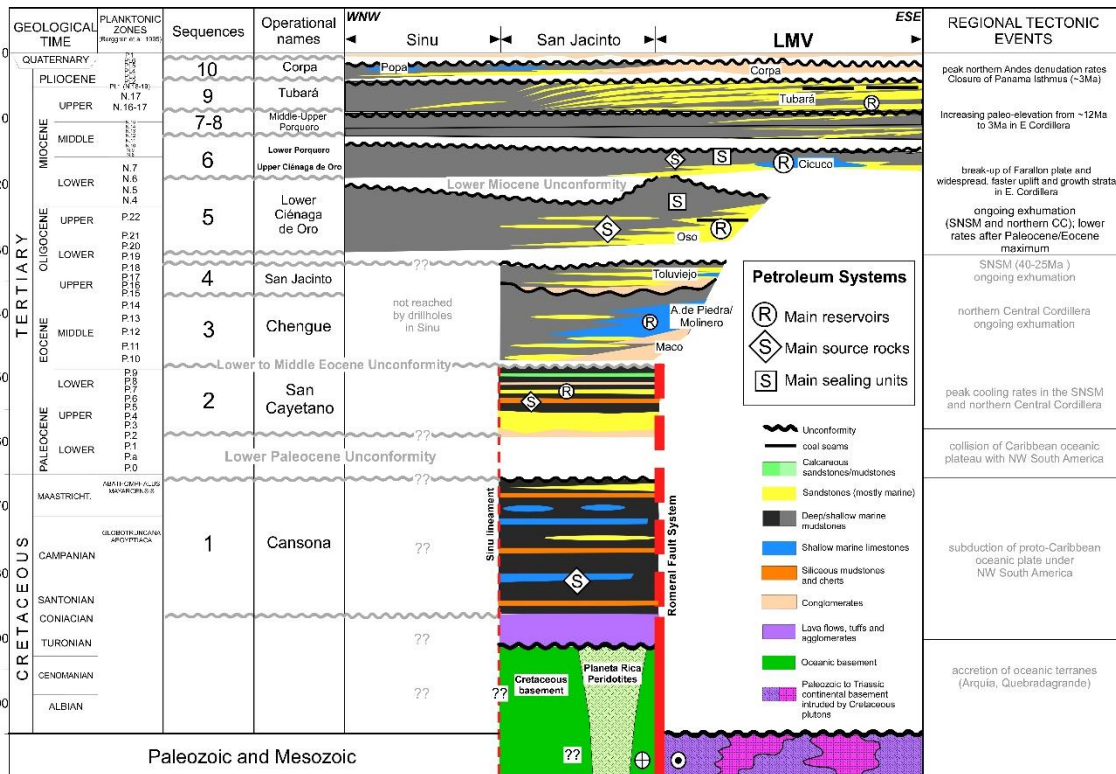 GEOLOGICAL
TIME
PLANKTONIC
ZONES
(Berggren et al. 1995)
Sequences
Operational
names
WNW
ESE
Sinu
San Jacinto
LMV
REGIONAL TECTONIC
EVENTS
QUATERNARY
PLIOCENE
MIOCENE
UPPER
MIDDLE
LOWER
OLIGOCENE
UPPER
LOWER
EOCENE
UPPER
MIDDLE
LOWER
PALEOCENE
UPPER
LOWER
TERTIARY
CRETACEOUS
MAASTRICHT.
CAMPANIAN
SANTONIAN
CONIACIAN
TURONIAN
CENOMANIAN
ALBIAN
N.17
N.16-17
N.7
N.6
N.5
N.4
P.22
P.21
P.20
P.19
P.18
P.17
P.16
P.15
P.14
P.13
P.12
P.11
P.10
P.9
P.8
P.7
P.6
P.5
P.4
P.3
P.2
P.1
P.a
P.0
10
9
7-8
6
5
4
3
2
1
Corpa
Tubará
Middle-Upper
Porquero
Lower Porquero
Upper Ciénaga de Oro
Lower
Ciénaga
de Oro
San Jacinto
Chengue
San
Cayetano
Cansona
Popa
Corpa
Tubará
R
S
S
R
Cicuco
Lower Miocene Unconformity
S
S
R
Oso
??
Toluviejo
not reached
by drillholes
in Sinu
R
A.de Piedra/
Molinero
Maco
Lower to Middle Eocene Unconformity
R
S
??
Lower Paleocene Unconformity
??
Sinu lineament
Romeral Fault System
??
S
??
??
??
Cretaceous
basement
Planeta Rica
Peridotites
??
Paleozoic and Mesozoic
Petroleum Systems
R Main reservoirs
S Main source rocks
S Main sealing units
Unconformity
coal seams
Calcareous
sandstones/mudstones
Sandstones (mostly marine)
Deep/shallow marine
mudstones
Shallow marine limestones
Siliceous mudstones
and cherts
Conglomerates
Lava flows, tuffs and
agglomerates
Oceanic basement
Paleozoic to Triassic
continental basement
intruded by Cretaceous
plutons
peak northern Andes denudation rates
Closure of Panama Isthmus (~3Ma)
Increasing paleo-elevation from ~12Ma
to 3Ma in E Cordillera
break-up of Farallon plate and
widespread, faster uplift and growth strata
in E. Cordillera
ongoing exhumation
(SNSM and northern CC); lower
rates after Paleocene/Eocene
maximum
SNSM (40-25Ma )
ongoing exhumation
northern Central Cordillera
ongoing exhumation
peak cooling rates in the SNSM
and northern Central Cordillera
collision of Caribbean oceanic
plateau with NW South America
subduction of proto-Caribbean
oceanic plate under
NW South America
accretion of oceanic terranes
(Arquia, Quebradagrande)